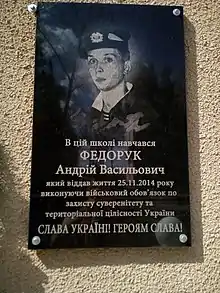 В цій школі навчався
ФЕДОРУК
Андрій Васильович
який віддав життя 25.11.2014 року
виконуючи військовий обов'язок по
захисту суверенітету та
територіальної цілісності України
СЛАВА УКРАЇНІ! ГЕРОЯМ СЛАВА!